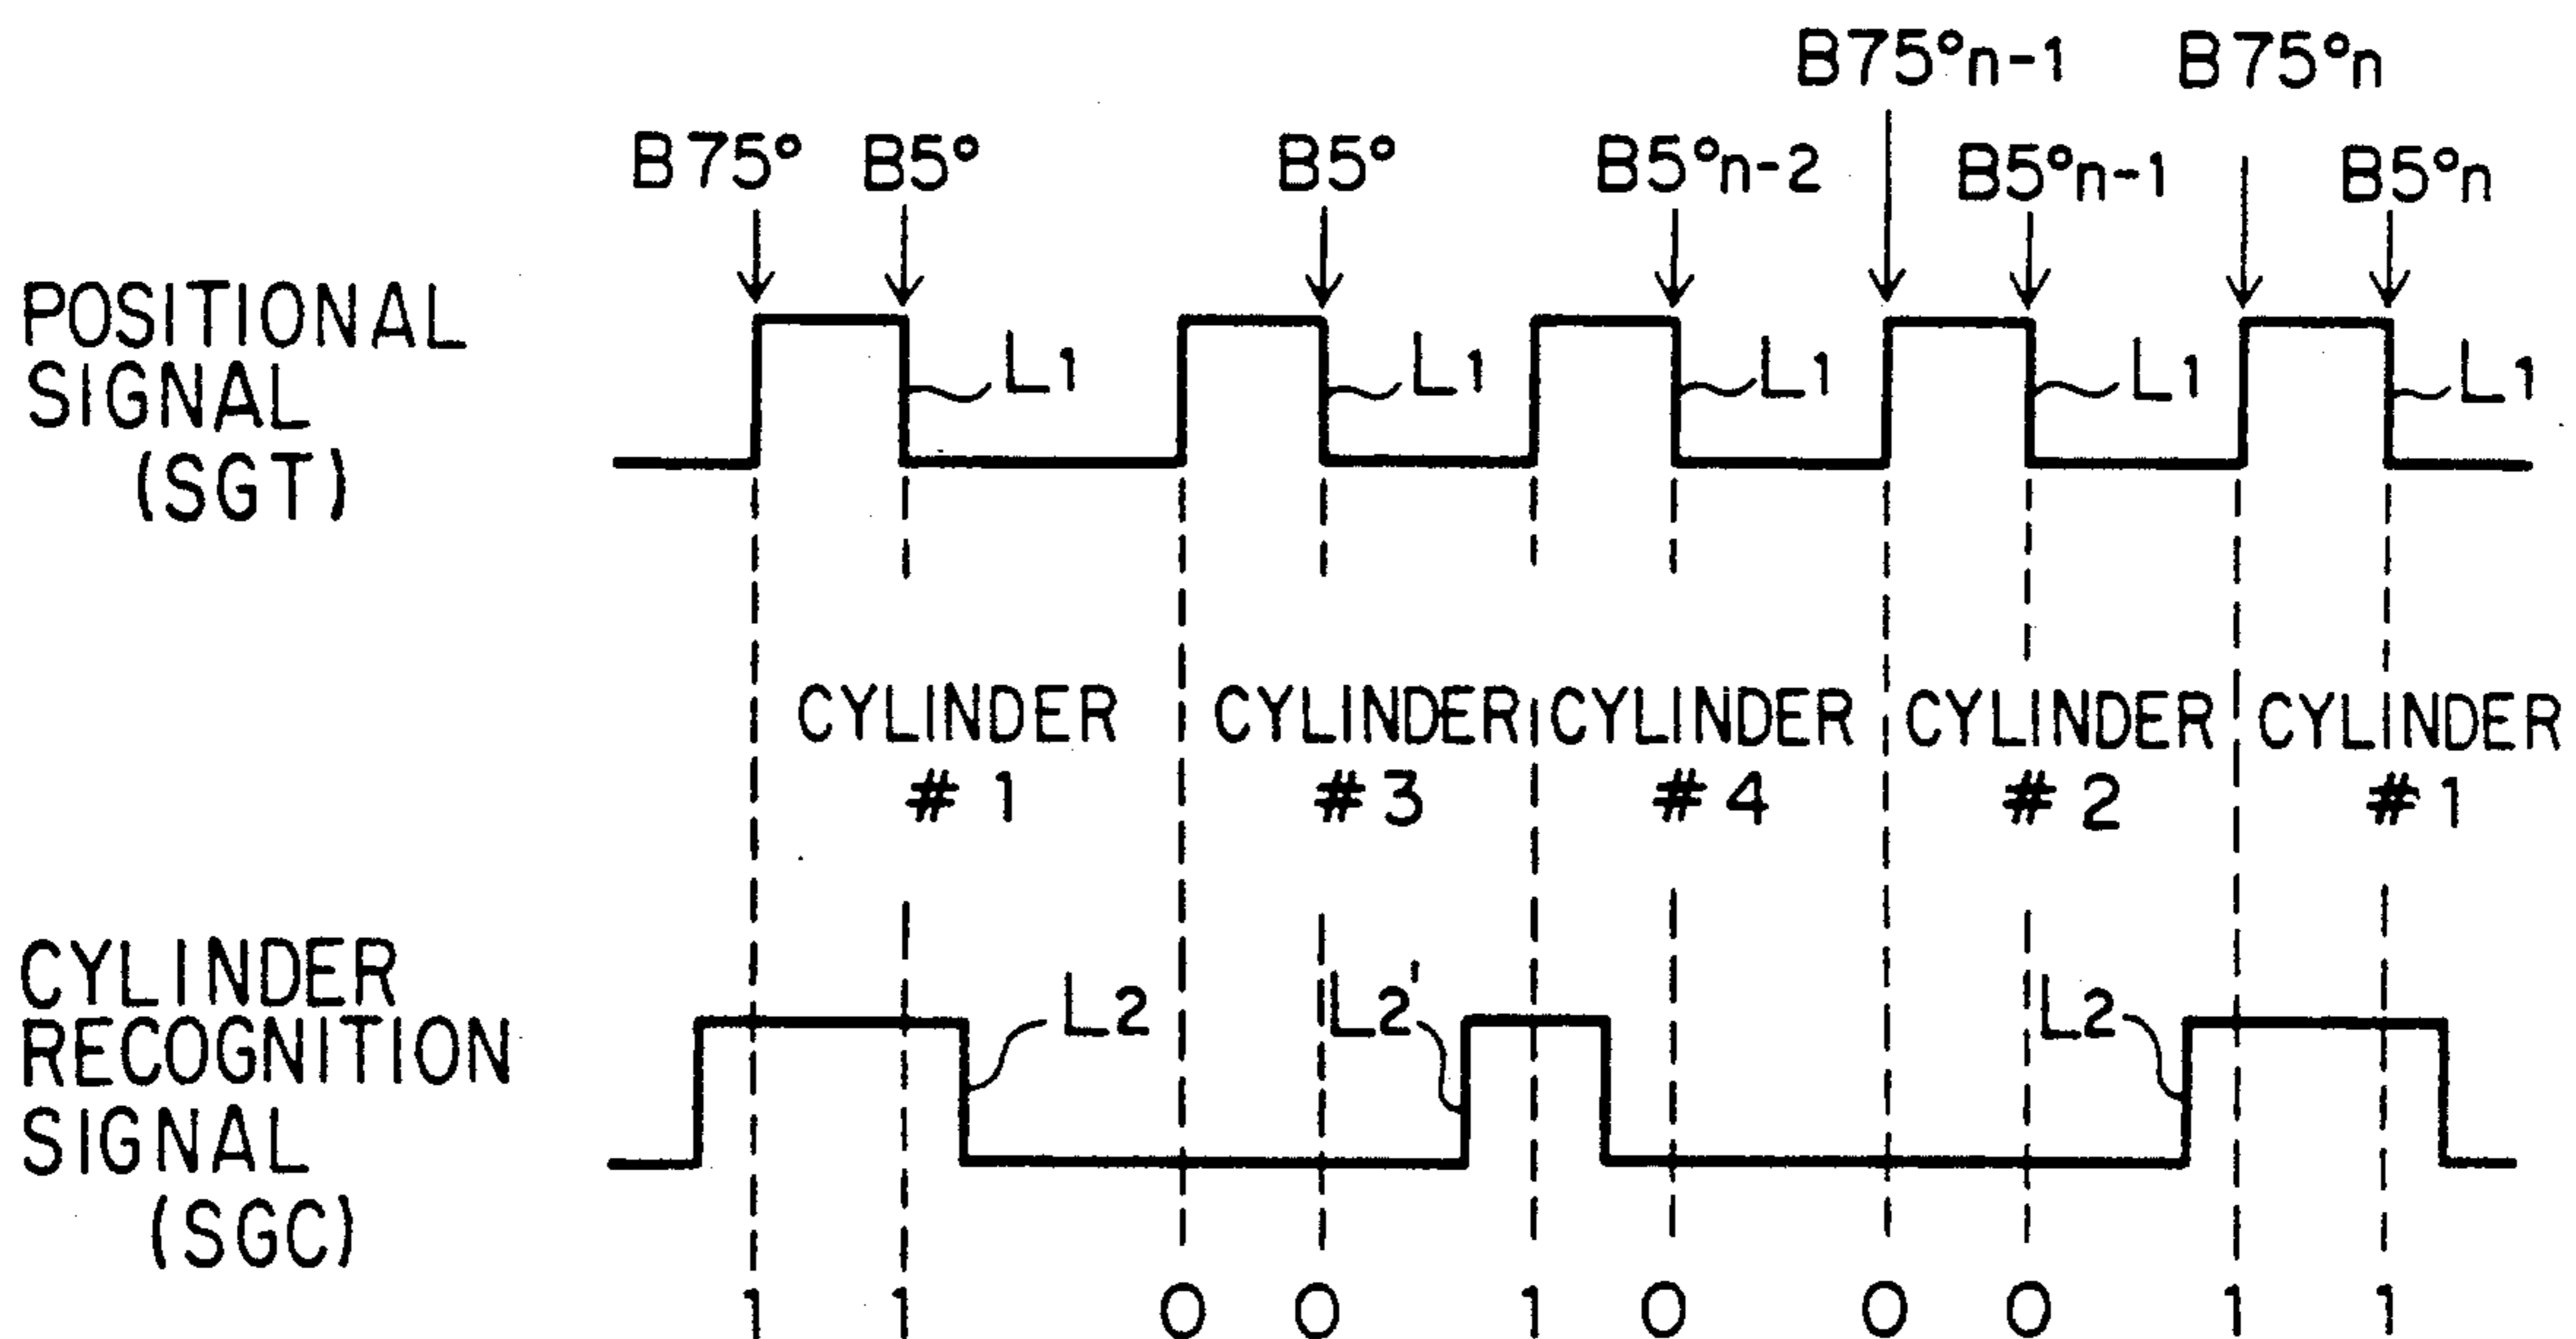 B75°n-1 B75°n
B75° B5° B5° B5°n-2 B5°n-1 B5°n
POSITIONAL
SIGNAL
(SGT)
L1 L1 L1 L1 L1
CYLINDER CYLINDER CYLINDER CYLINDER CYLINDER
#1 #3 #4 #2 #1
CYLINDER
RECOGNITION
SIGNAL
(SGC)
L2 L2' L2
1 1 0 0 1 0 0 0 1 1